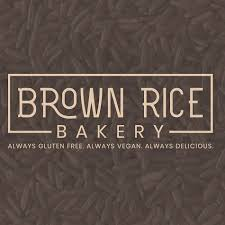 BROWN RICE
BAKERY
ALWAYS GLUTEN FREE. ALWAYS VEGAN. ALWAYS DELICIOUS.